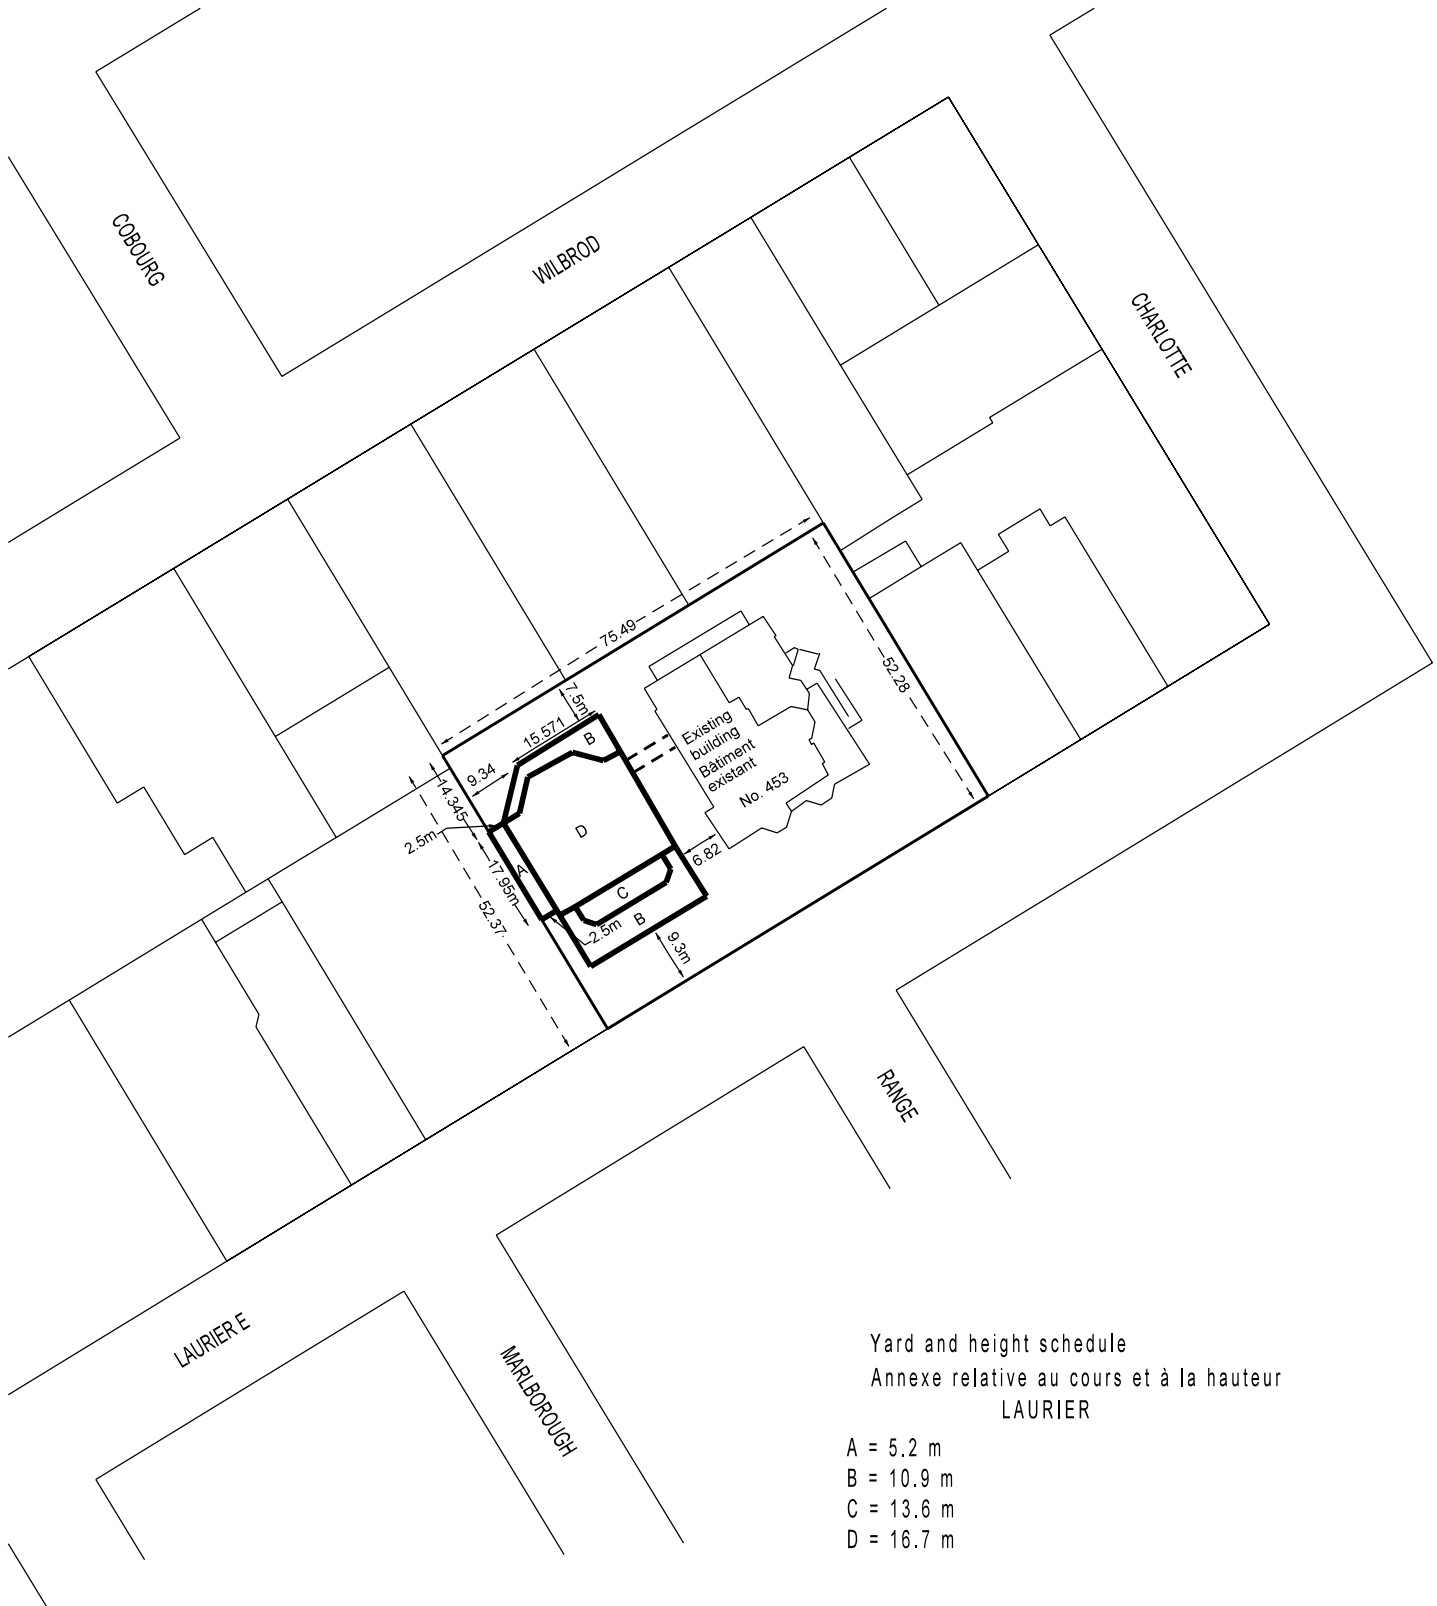 COBOURG
WILBROD
CHARLOTTE
75.49
52.28
7.5m
15.571
B
9.34
14.345
2.5m
Existing
building
Bâtiment
existant
No. 453
D
A
17.95m
52.37
C
B
2.5m
6.82
9.3m
RANGE
LAURIER E
MARLBOROUGH
Yard and height schedule
Annexe relative au cours et à la hauteur
LAURIER
A = 5.2 m
B = 10.9 m
C = 13.6 m
D = 16.7 m